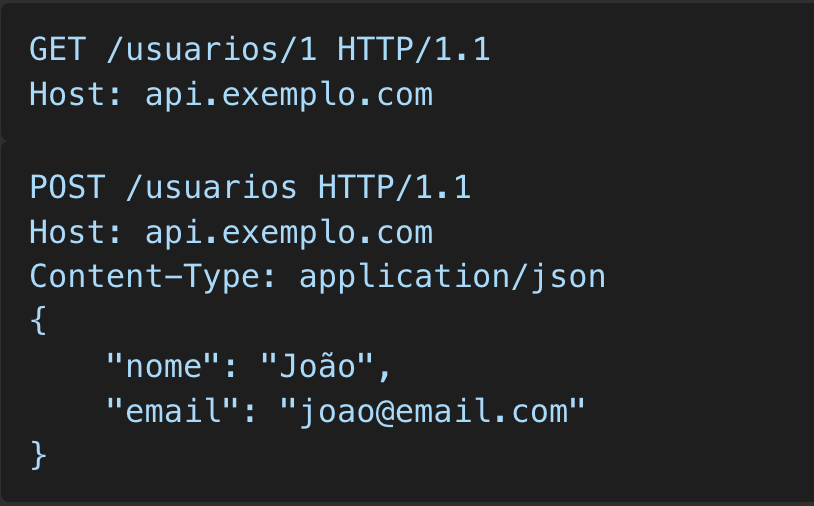 GET /usuarios/1 HTTP/1.1
Host: api.exemplo.com
POST /usuarios HTTP/1.1
Host: api.exemplo.com
Content-Type: application/json
{
    "nome": "João",
    "email": "joao@email.com"
}